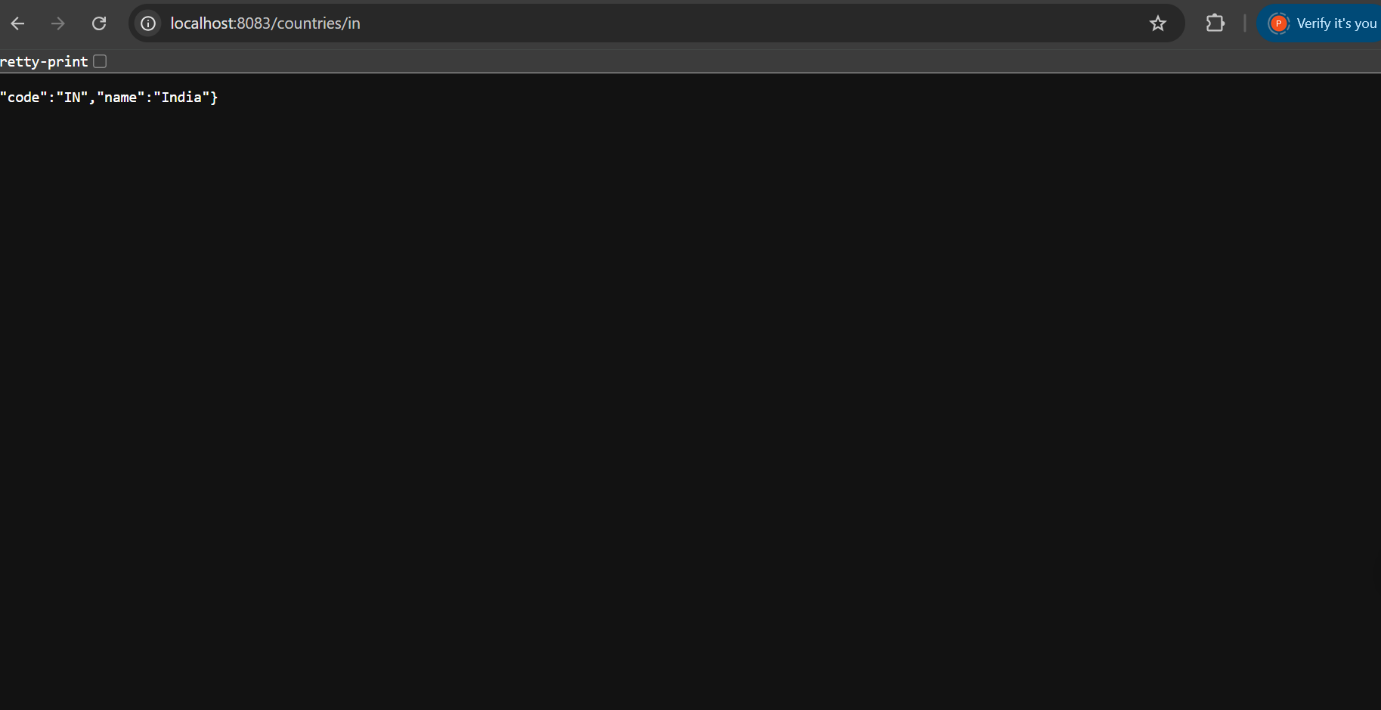 localhost:8083/countries/in
P
Verify it's you
retty-print
"code":"IN","name":"India"}